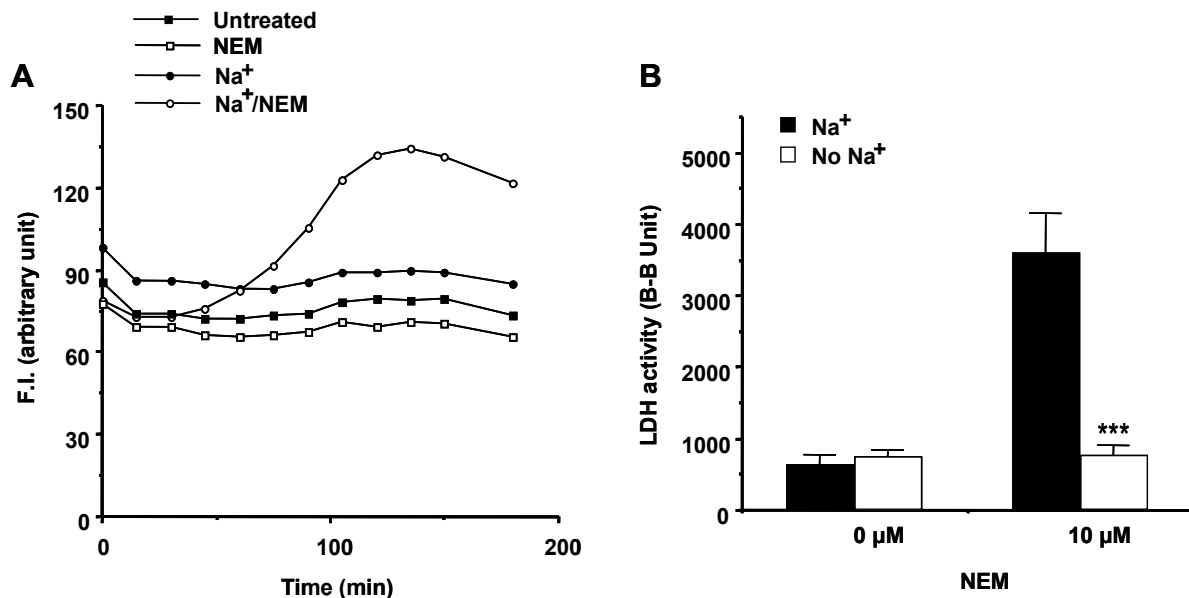 Untreated
NEM
Na⁺
Na⁺/NEM
A
150
120
90
60
30
0
F.I. (arbitrary unit)
0
100
200
Time (min)
B
Na⁺
No Na⁺
5000
4000
3000
2000
1000
0
LDH activity (B-B Unit)
***
0 µM
10 µM
NEM